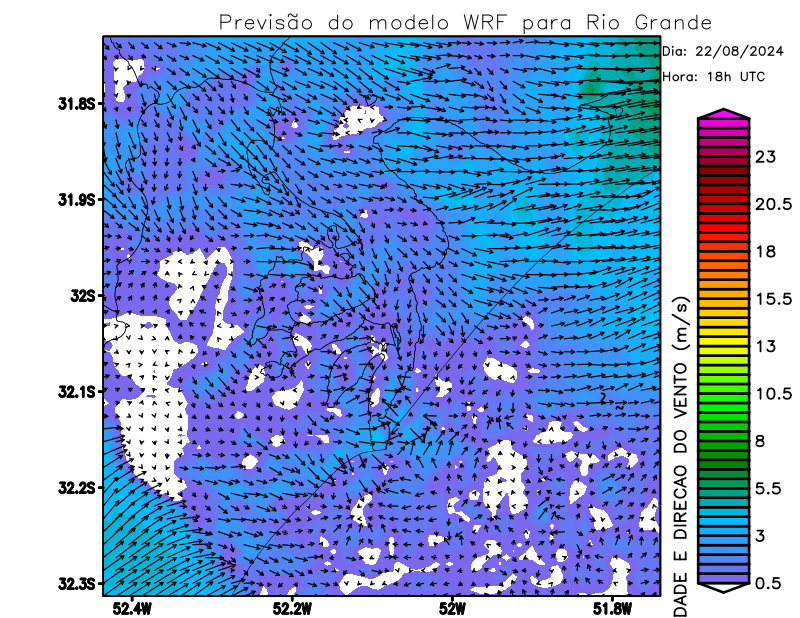 Previsão do modelo WRF para Rio Grande
Dia: 22/08/2024
Hora: 18h UTC
31.8S
31.9S
32S
32.1S
32.2S
32.3S
52.4W
52.2W
52W
51.8W
DADE E DIRECAO DO VENTO (m/s)
23
20.5
18
15.5
13
10.5
8
5.5
3
0.5